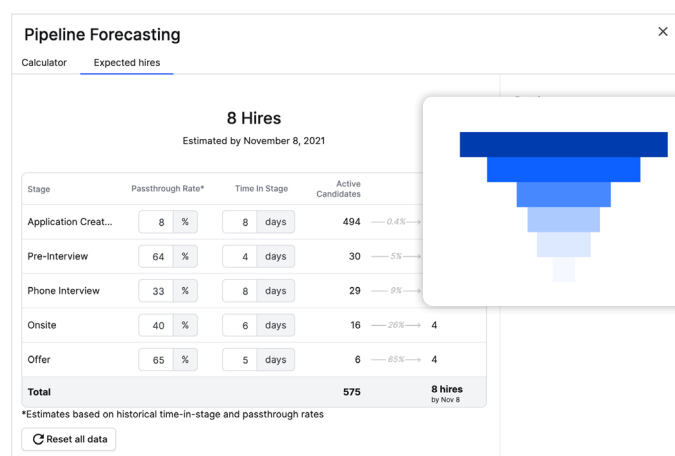 Pipeline Forecasting
Calculator Expected hires
8 Hires
Estimated by November 8, 2021
Stage Passthrough Rate* Time In Stage Active Candidates
Application Creat... 8 % 8 days 494 0.4%
Pre-Interview 64 % 4 days 30 5%
Phone Interview 33 % 8 days 29 9%
Onsite 40 % 6 days 16 26% 4
Offer 65 % 5 days 6 65% 4
Total 575 8 hires
by Nov 8
*Estimates based on historical time-in-stage and passthrough rates
Reset all data